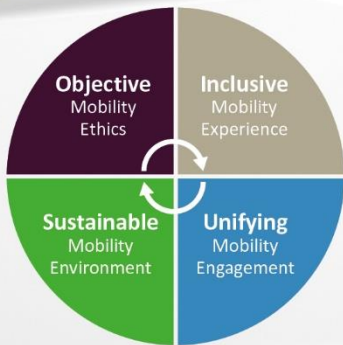 Objective
Mobility
Ethics
Inclusive
Mobility
Experience
Sustainable
Mobility
Environment
Unifying
Mobility
Engagement